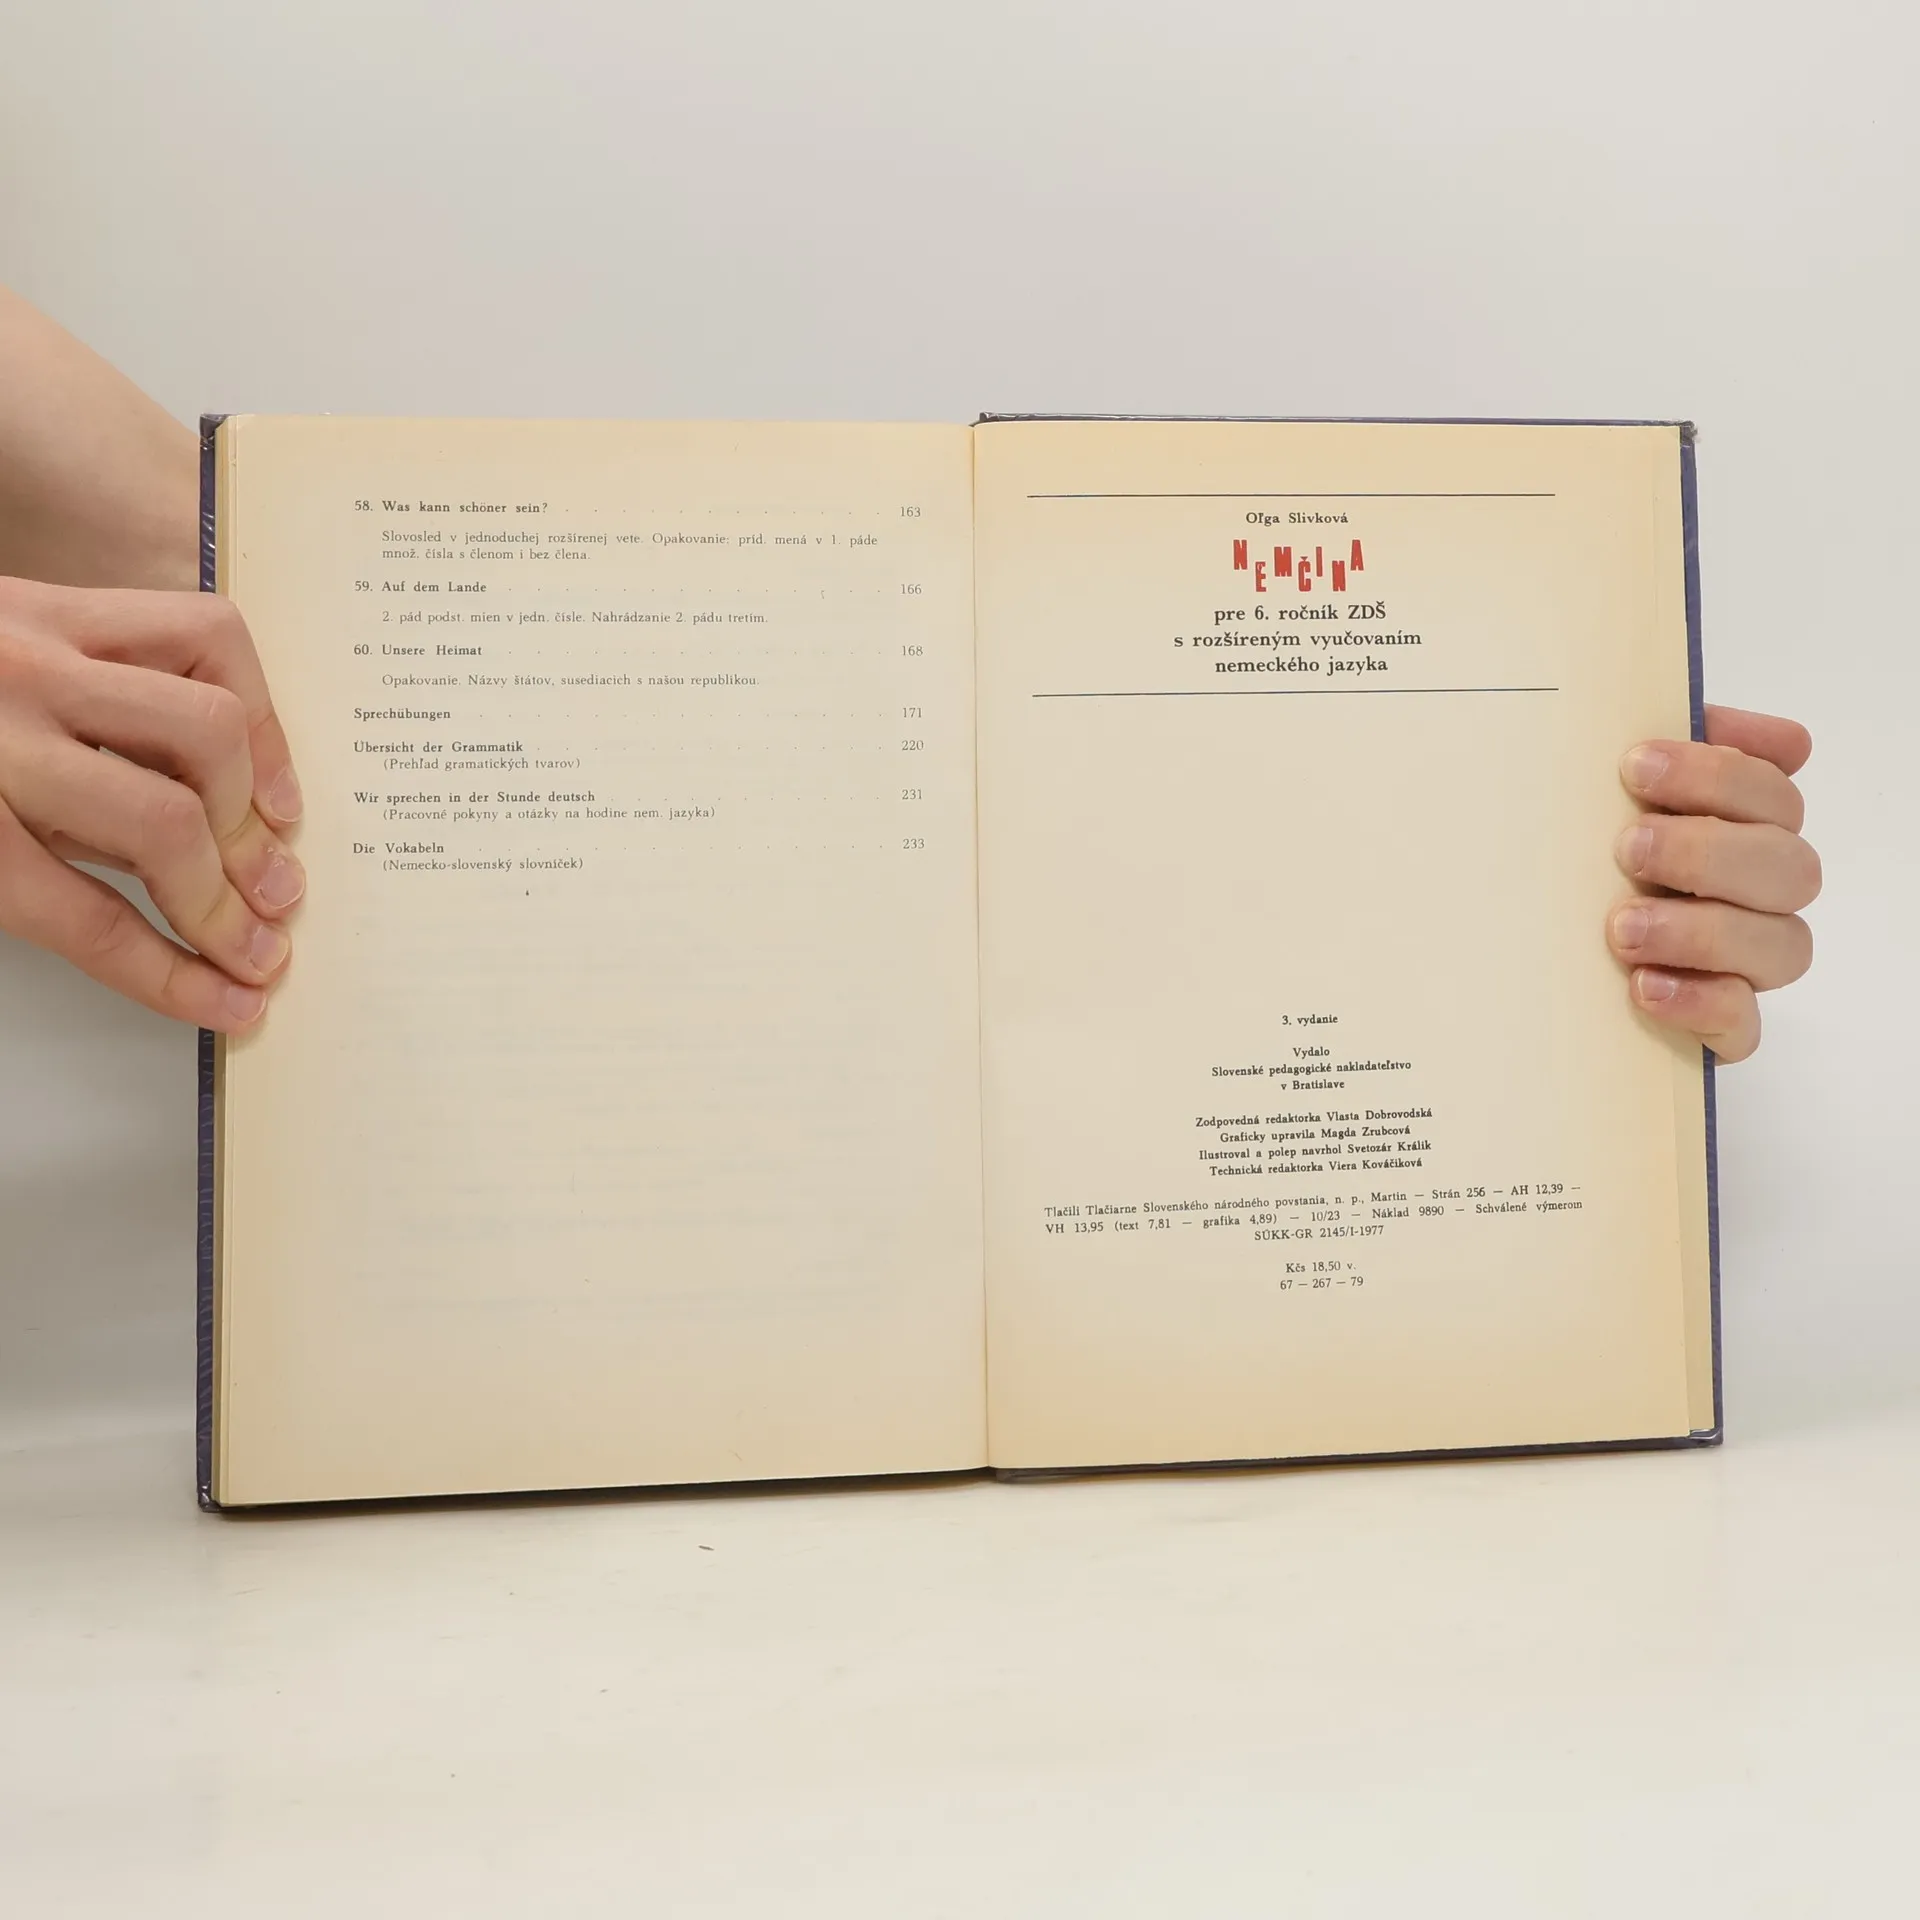 58. Was kann schöner sein? . . . . . . . . . . . 163
Slovosled v jednoduchej rozšírenej vete. Opakovanie: príd. mená v 1. páde
množ. čísla s členom i bez člena.
59. Auf dem Lande . . . . . . . . . . . . . . 166
2. pád podst. mien v jedn. čísle. Nahrádzanie 2. pádu tretím.
60. Unsere Heimat . . . . . . . . . . . . . . 168
Opakovanie. Názvy štátov, susediacich s našou republikou.
Sprechübungen . . . . . . . . . . . . . . . 171
Übersicht der Grammatik . . . . . . . . . . . . . 220
(Prehľad gramatických tvarov)
Wir sprechen in der Stunde deutsch . . . . . . . . . . 231
(Pracovné pokyny a otázky na hodine nem. jazyka)
Die Vokabeln . . . . . . . . . . . . . . . 233
(Nemecko-slovenský slovníček)
Oľga Slivková
NEMČINA
pre 6. ročník ZDŠ
s rozšíreným vyučovaním
nemeckého jazyka
3. vydanie
Vydalo
Slovenské pedagogické nakladateľstvo
v Bratislave
Zodpovedná redaktorka Vlasta Dobrovodská
Graficky upravila Magda Zrubcová
Ilustroval a polep navrhol Svetozár Králik
Technická redaktorka Viera Kováčiková
Tlačili Tlačiarne Slovenského národného povstania, n. p., Martin — Strán 256 — AH 12,39 —
VH 13,95 (text 7,81 — grafika 4,89) — 10/23 — Náklad 9890 — Schválené výmerom
SÚKK-GR 2145/I-1977
Kčs 18,50 v.
67 — 267 — 79